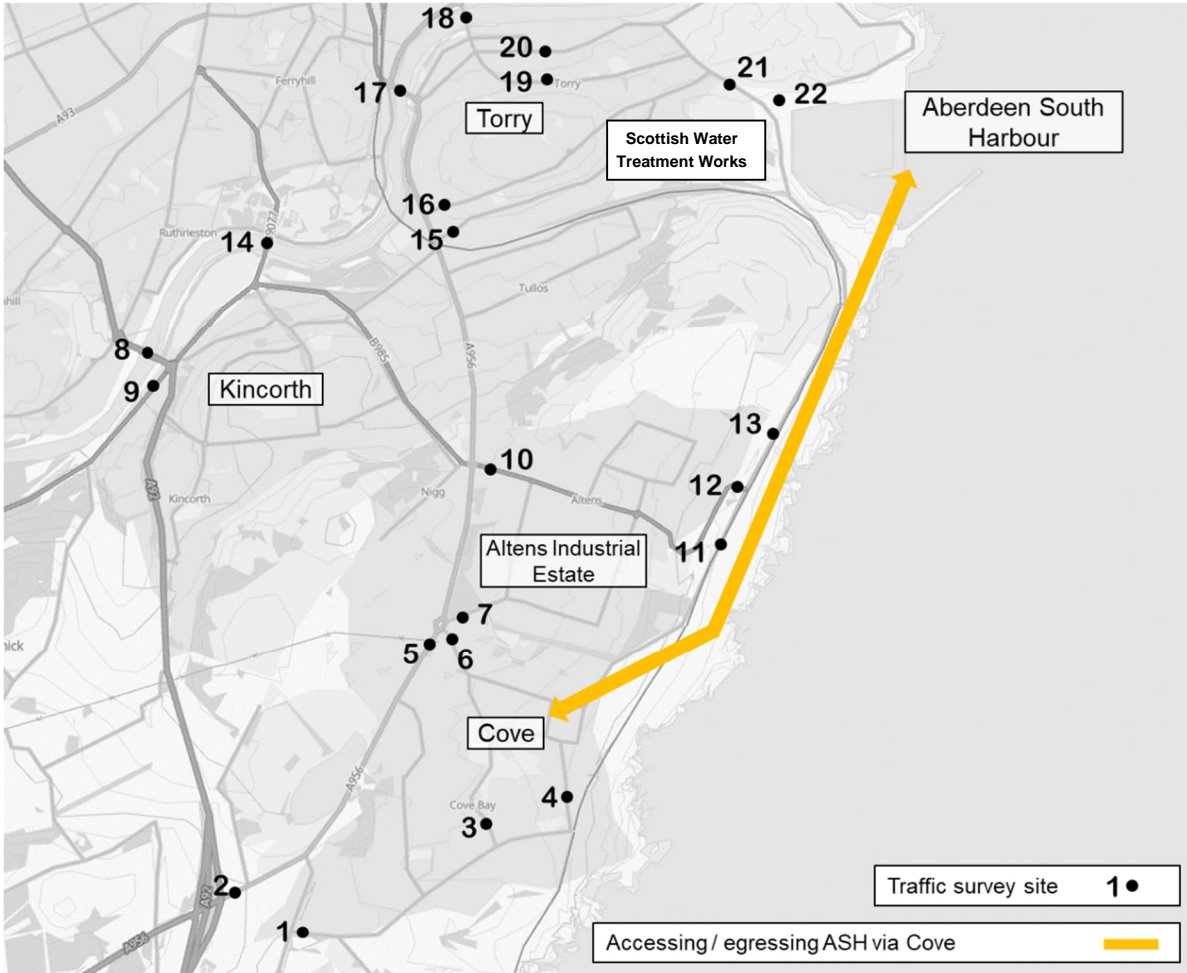 18
20
21
Ferryhill
19
Torry
17
22
A93
Torry
Aberdeen South
Harbour
Scottish Water
Treatment Works
16
Ruthrieston
9077
14
15
Tullos
8
B985
A956
9
Kincorth
13
10
A92
Kincorth
Nigg
Altens
12
Altens Industrial
Estate
11
7
5
6
Cove
A956
4
Cove Bay
3
2
A92
Traffic survey site 1
1
A956
Accessing / egressing ASH via Cove